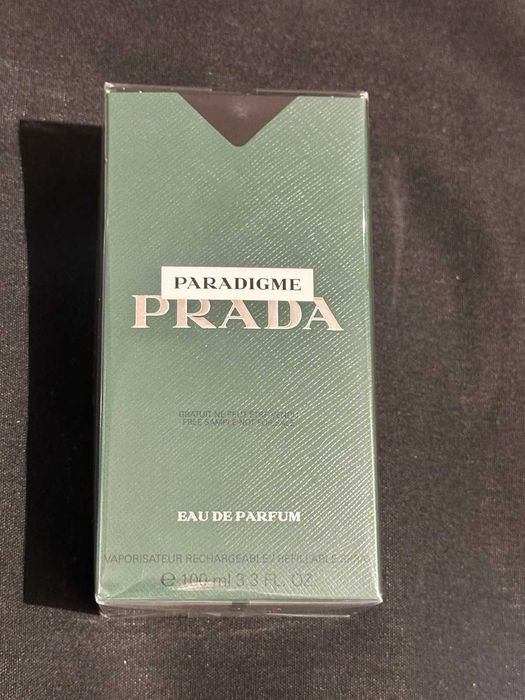 PARADIGME
PRADA
GRATUIT NE PEUT ÊTRE VENDU
FREE SAMPLE NOT FOR SALE
EAU DE PARFUM
VAPORISATEUR RECHARGEABLE / REFILLABLE SPRAY
℮ 100 ml 3.3 FL. OZ.